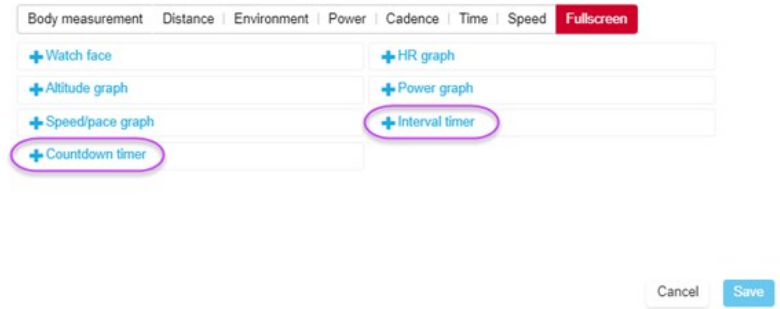 Body measurement Distance Environment Power Cadence Time Speed Fullscreen
Watch face HR graph
Altitude graph Power graph
Speed/pace graph Interval timer
Countdown timer
Cancel Save